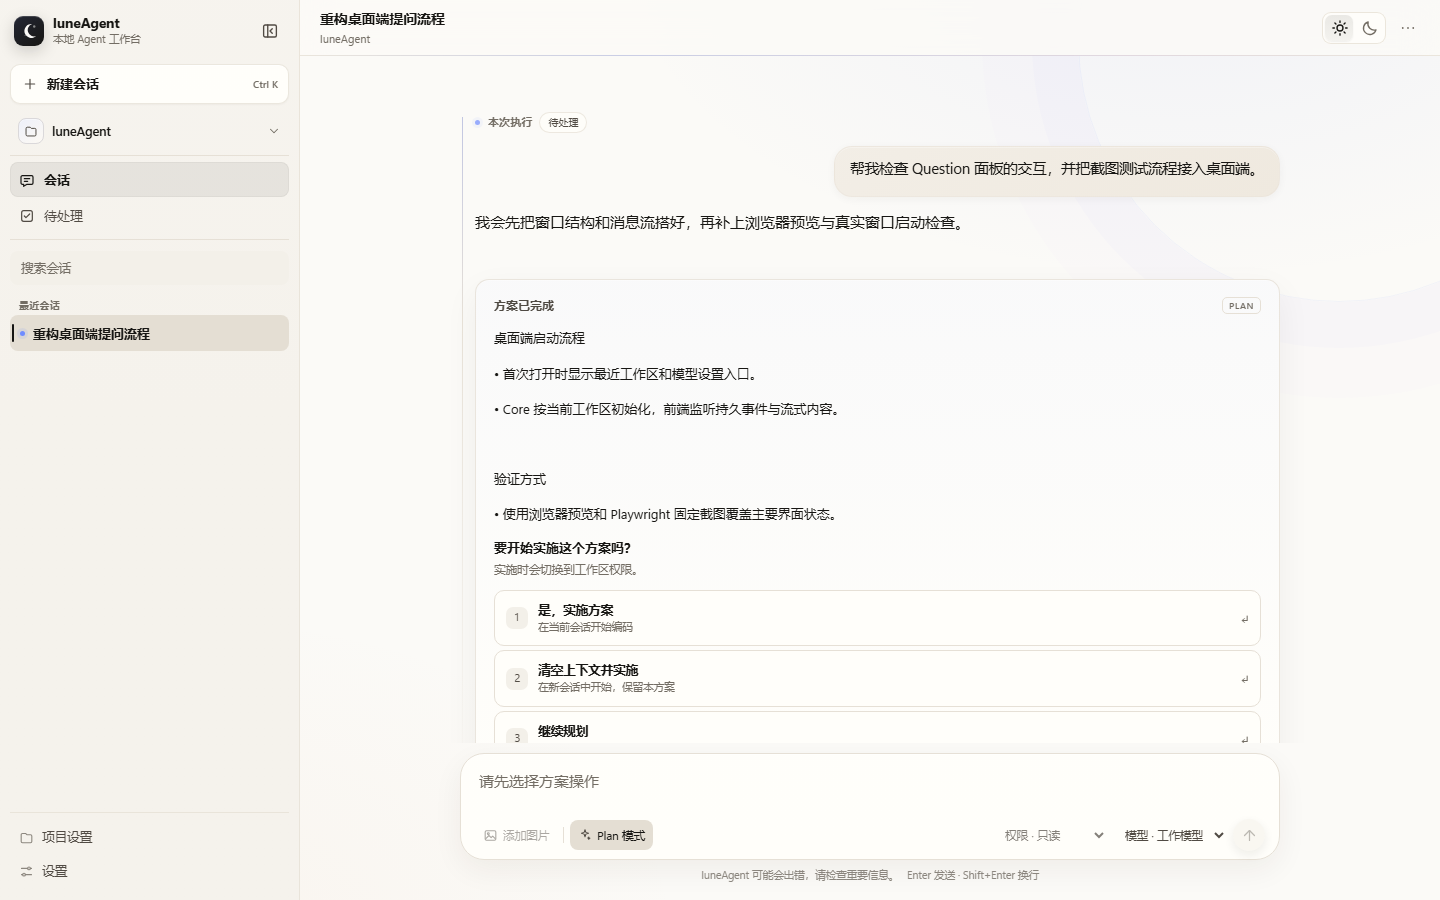 luneAgent
本地 Agent 工作台
新建会话 Ctrl K
luneAgent
会话
待处理
搜索会话
最近会话
重构桌面端提问流程
项目设置
设置
重构桌面端提问流程
luneAgent
本次执行 待处理
帮我检查 Question 面板的交互，并把截图测试流程接入桌面端。
我会先把窗口结构和消息流搭好，再补上浏览器预览与真实窗口启动检查。
方案已完成 PLAN
桌面端启动流程
• 首次打开时显示最近工作区和模型设置入口。
• Core 按当前工作区初始化，前端监听持久事件与流式内容。
验证方式
• 使用浏览器预览和 Playwright 固定截图覆盖主要界面状态。
要开始实施这个方案吗？
实施时会切换到工作区权限。
1 是，实施方案
在当前会话开始编码
2 清空上下文并实施
在新会话中开始，保留本方案
3 继续规划
请先选择方案操作
添加图片 Plan 模式 权限 · 只读 模型 · 工作模型
luneAgent 可能会出错，请检查重要信息。 Enter 发送 · Shift+Enter 换行